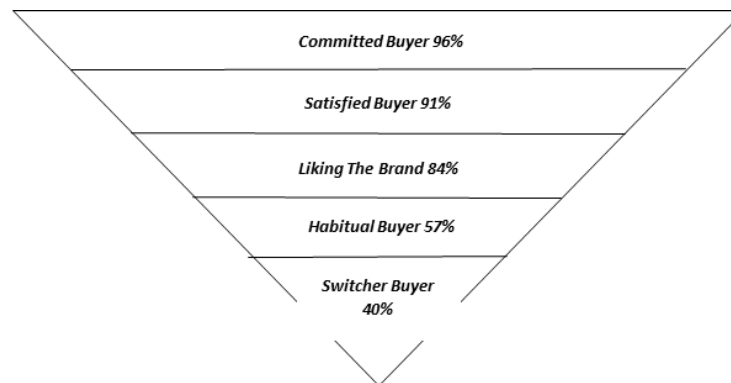 Committed Buyer 96%
Satisfied Buyer 91%
Liking The Brand 84%
Habitual Buyer 57%
Switcher Buyer
40%